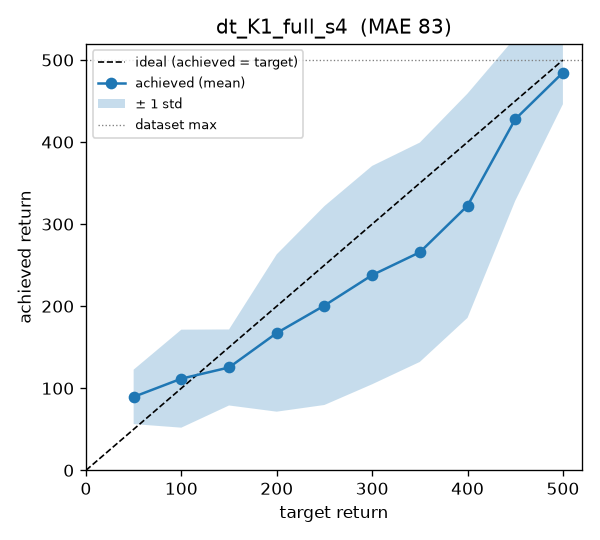 dt_K1_full_s4 (MAE 83)
ideal (achieved = target)
achieved (mean)
± 1 std
dataset max
achieved return
500
400
300
200
100
0
0 100 200 300 400 500
target return